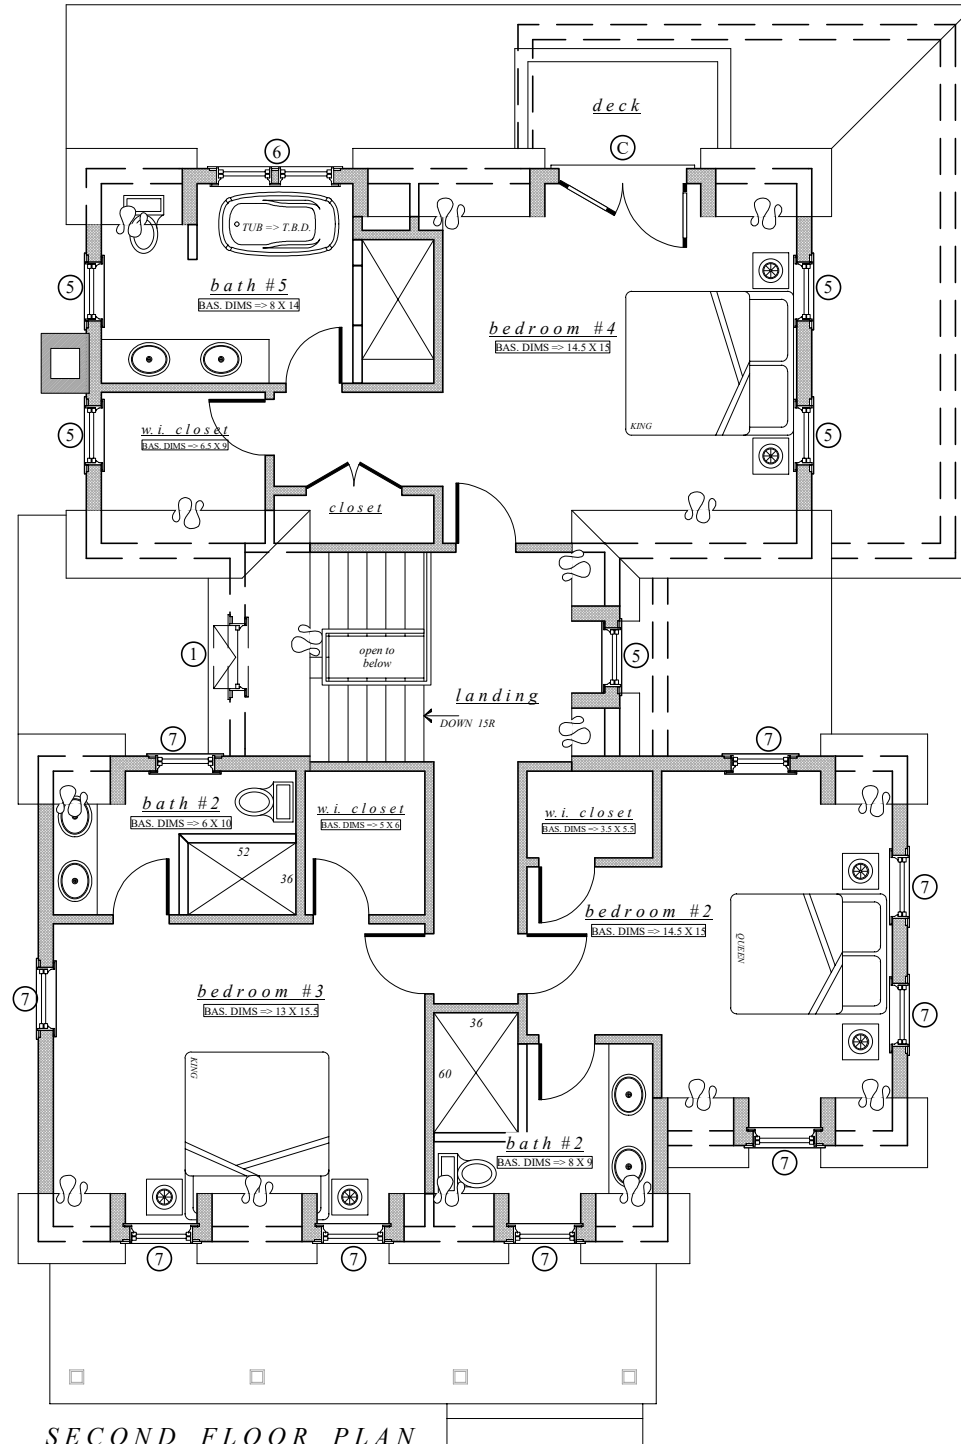 deck
C
6
TUB => T.B.D.
5
bath #5
BAS. DIMS => 8 X 14
5
bedroom #4
BAS. DIMS => 14.5 X 15
KING
5
w.i. closet
BAS. DIMS => 6.5 X 9
5
closet
1
open to
below
5
landing
DOWN 15R
7
7
bath #2
BAS. DIMS => 6 X 10
w.i. closet
BAS. DIMS => 5 X 6
w.i. closet
BAS. DIMS => 3.5 X 5.5
52
36
7
bedroom #2
BAS. DIMS => 14.5 X 15
QUEEN
7
bedroom #3
BAS. DIMS => 13 X 15.5
7
36
60
KING
bath #2
BAS. DIMS => 8 X 9
7
7
7
7
SECOND FLOOR PLAN